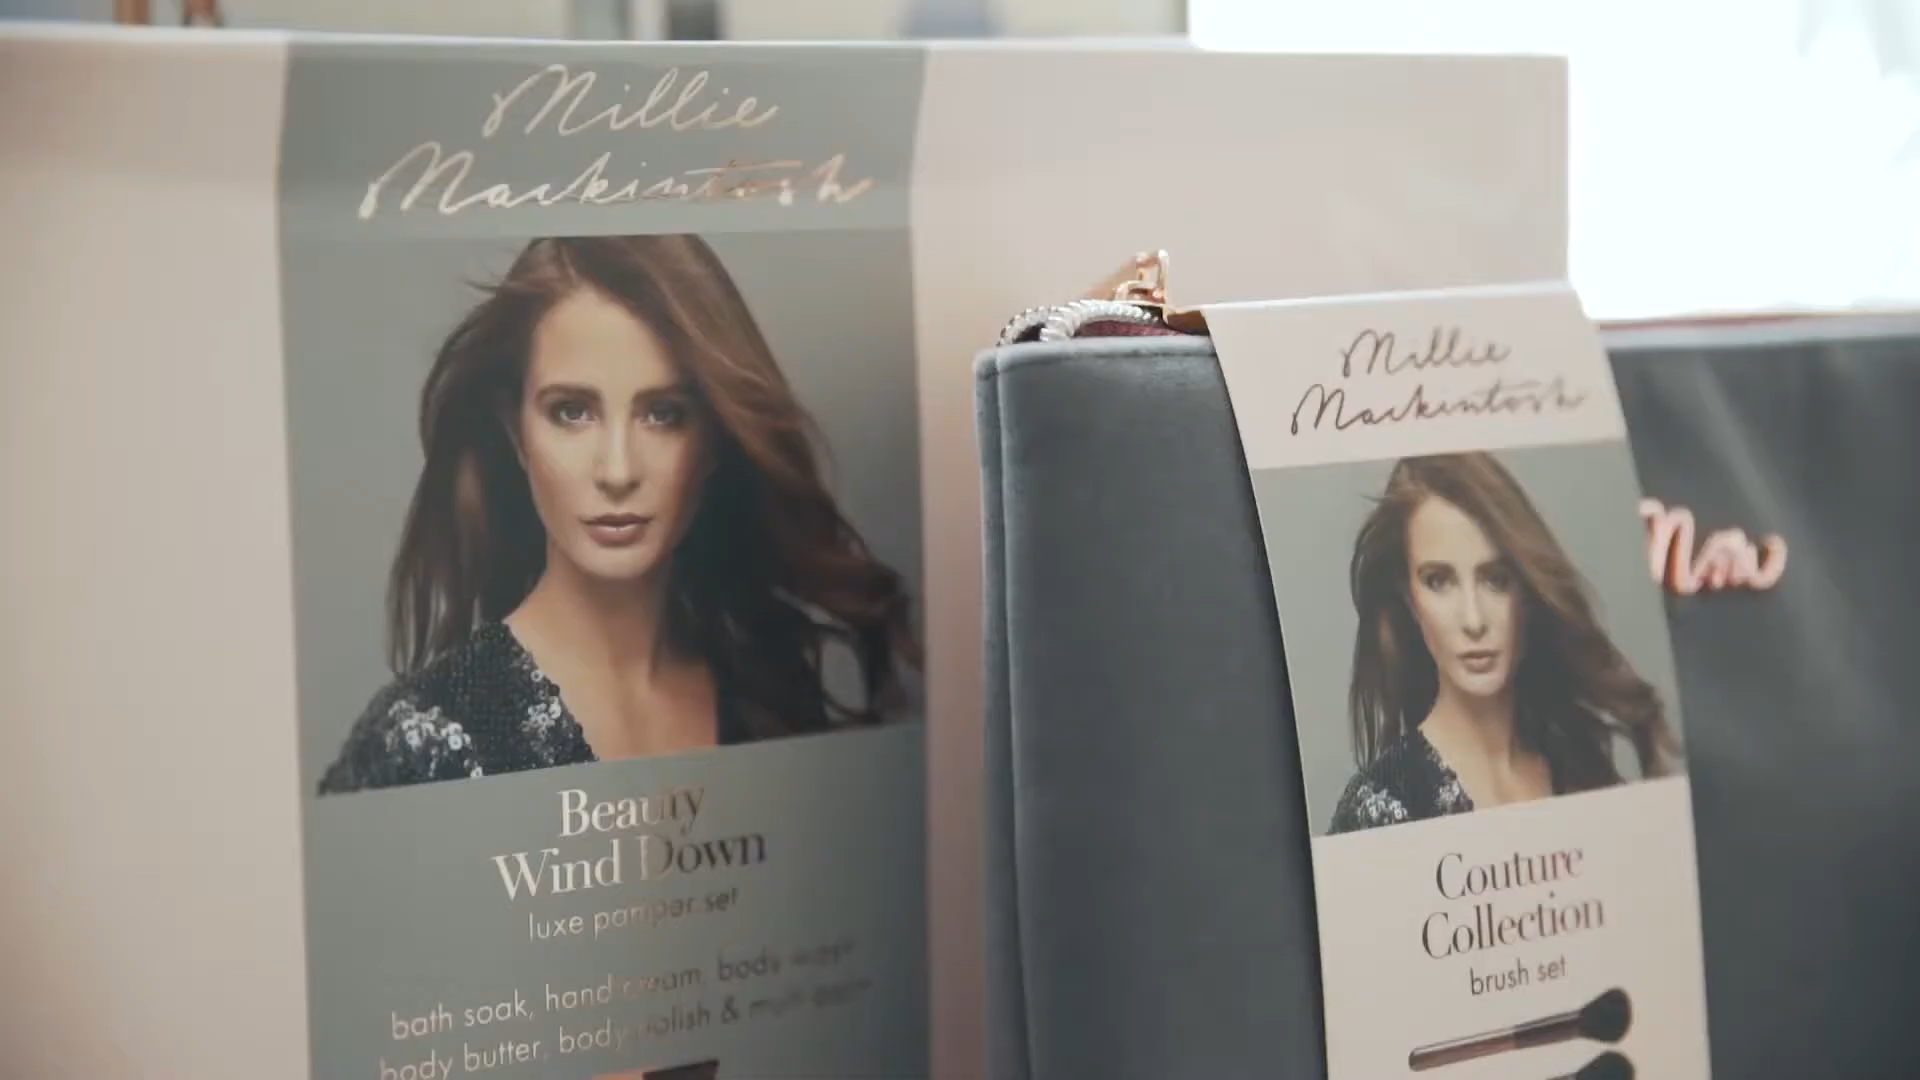 Millie
Mackintosh
Beauty
Wind Down
luxe pamper set
bath soak, hand cream, body
body butter, body polish &
Millie
Mackintosh
Couture
Collection
brush set